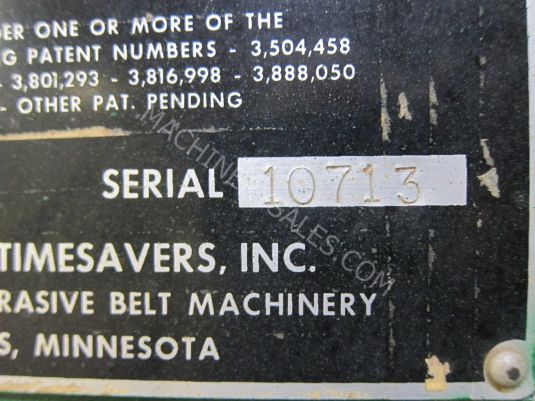 DER ONE OR MORE OF THE
G PATENT NUMBERS - 3,504,458
- 3,801,293 - 3,816,998 - 3,888,050
- OTHER PAT. PENDING
SERIAL 10713
TIMESAVERS, INC.
RASIVE BELT MACHINERY
S, MINNESOTA